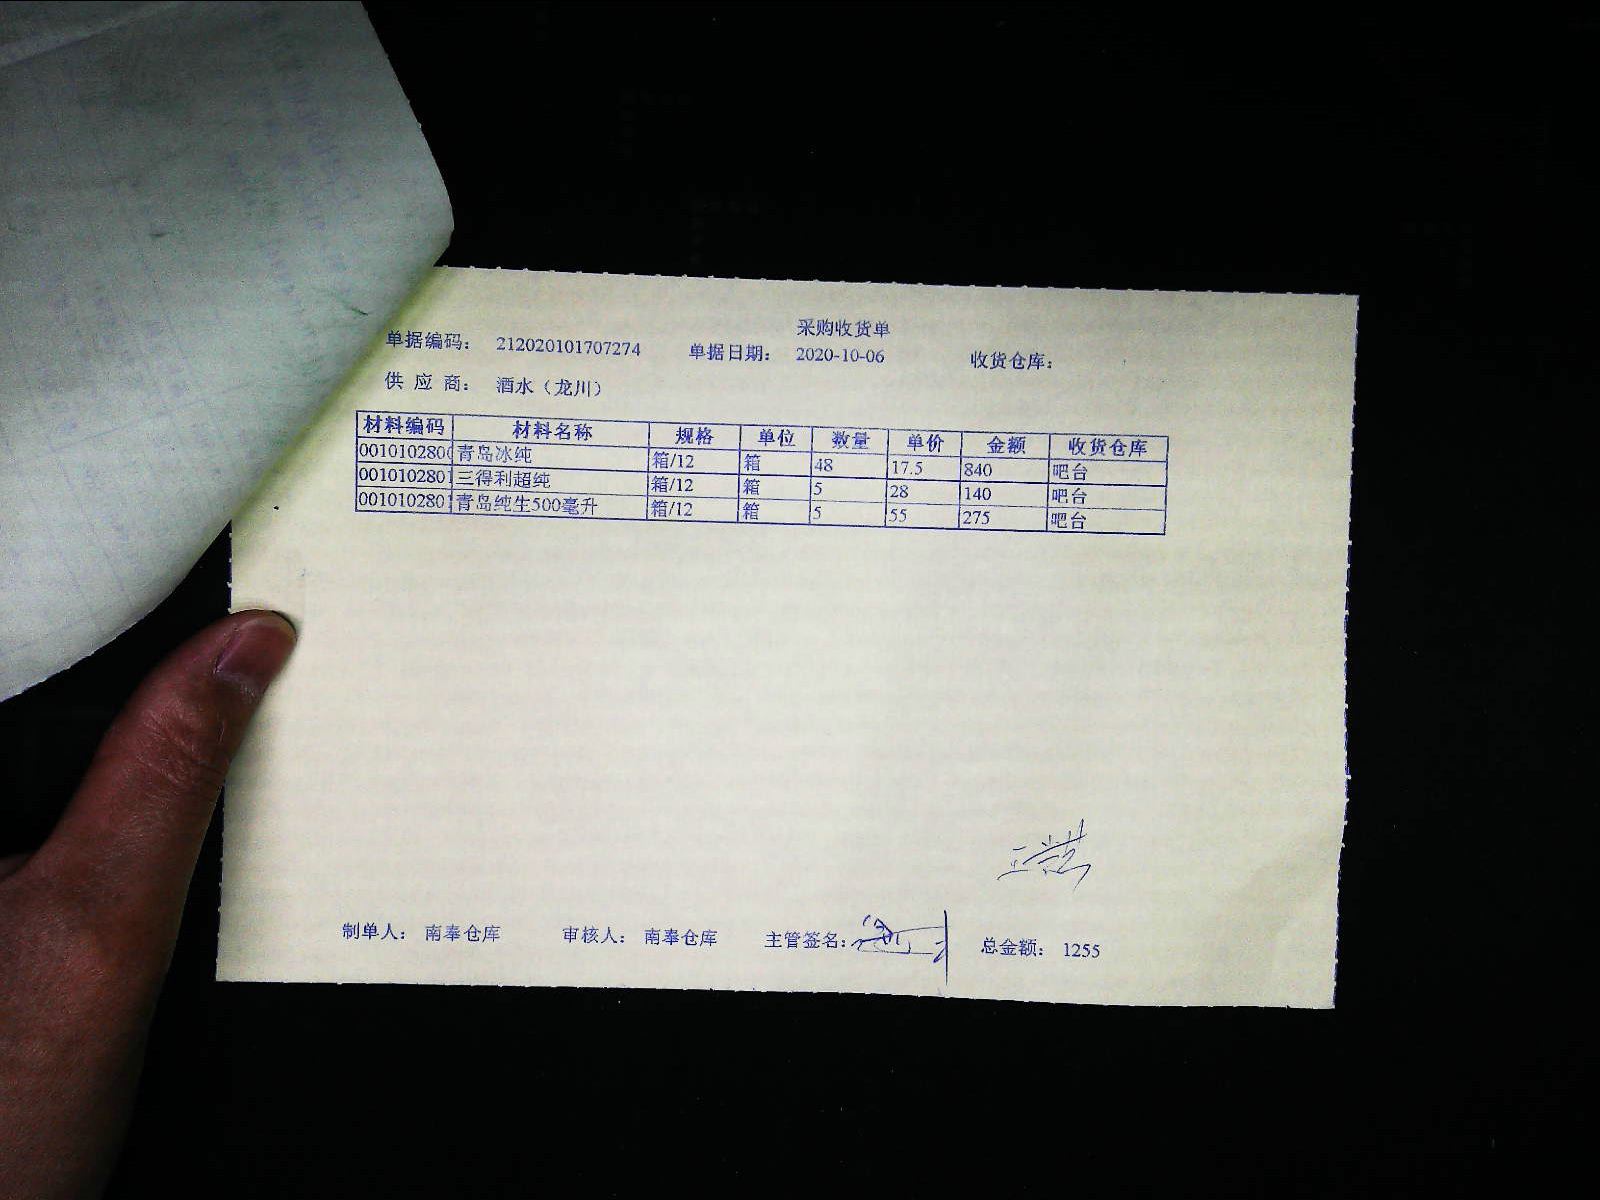 采购收货单
单据编码： 212020101707274 单据日期： 2020-10-06 收货仓库：
供 应 商： 酒水（龙川）
材料编码 材料名称 规格 单位 数量 单价 金额 收货仓库
001010280 青岛冰纯 箱/12 箱 48 17.5 840 吧台
001010280 三得利超纯 箱/12 箱 5 28 140 吧台
001010280 青岛纯生500毫升 箱/12 箱 5 55 275 吧台
制单人： 南奉仓库 审核人： 南奉仓库 主管签名： 总金额： 1255